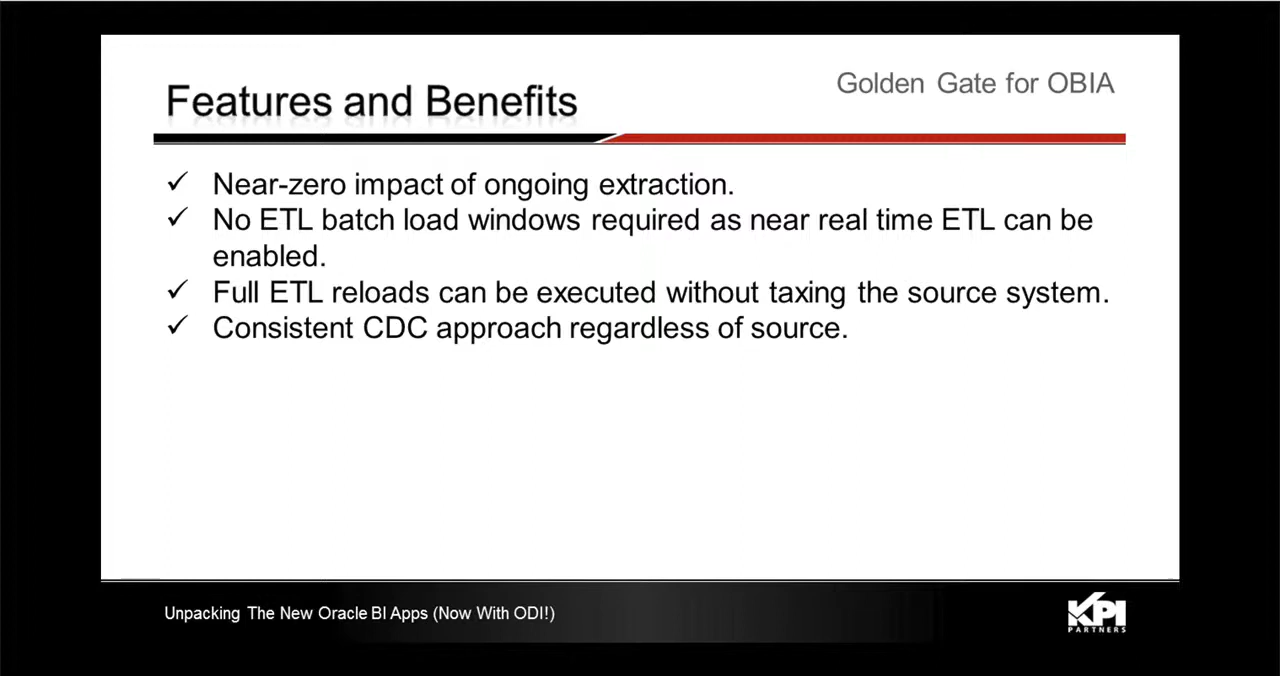 Golden Gate for OBIA
Features and Benefits
✓ Near-zero impact of ongoing extraction.
✓ No ETL batch load windows required as near real time ETL can be
enabled.
✓ Full ETL reloads can be executed without taxing the source system.
✓ Consistent CDC approach regardless of source.
Unpacking The New Oracle BI Apps (Now With ODI!)
KPI
PARTNERS